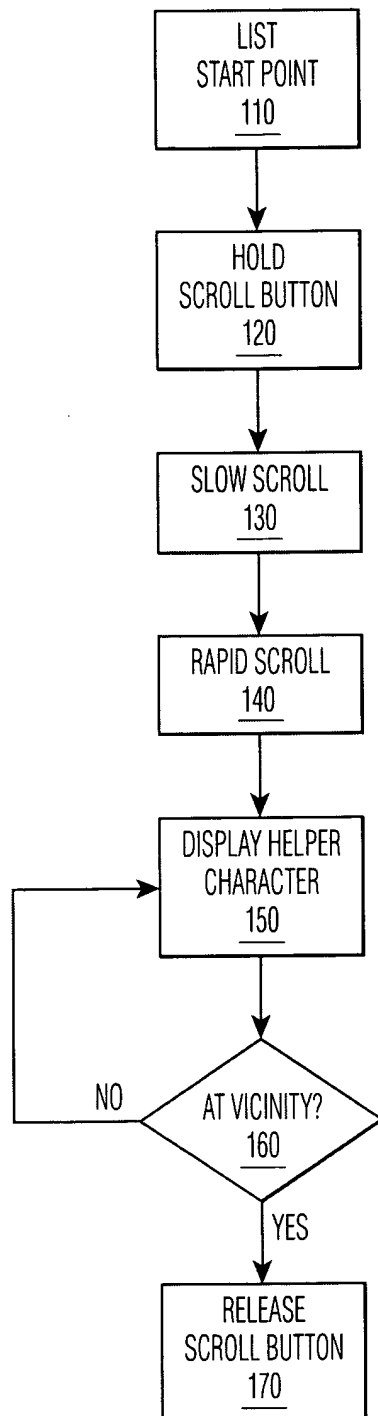 LIST
START POINT
110
HOLD
SCROLL BUTTON
120
SLOW SCROLL
130
RAPID SCROLL
140
DISPLAY HELPER
CHARACTER
150
AT VICINITY?
160
NO
YES
RELEASE
SCROLL BUTTON
170